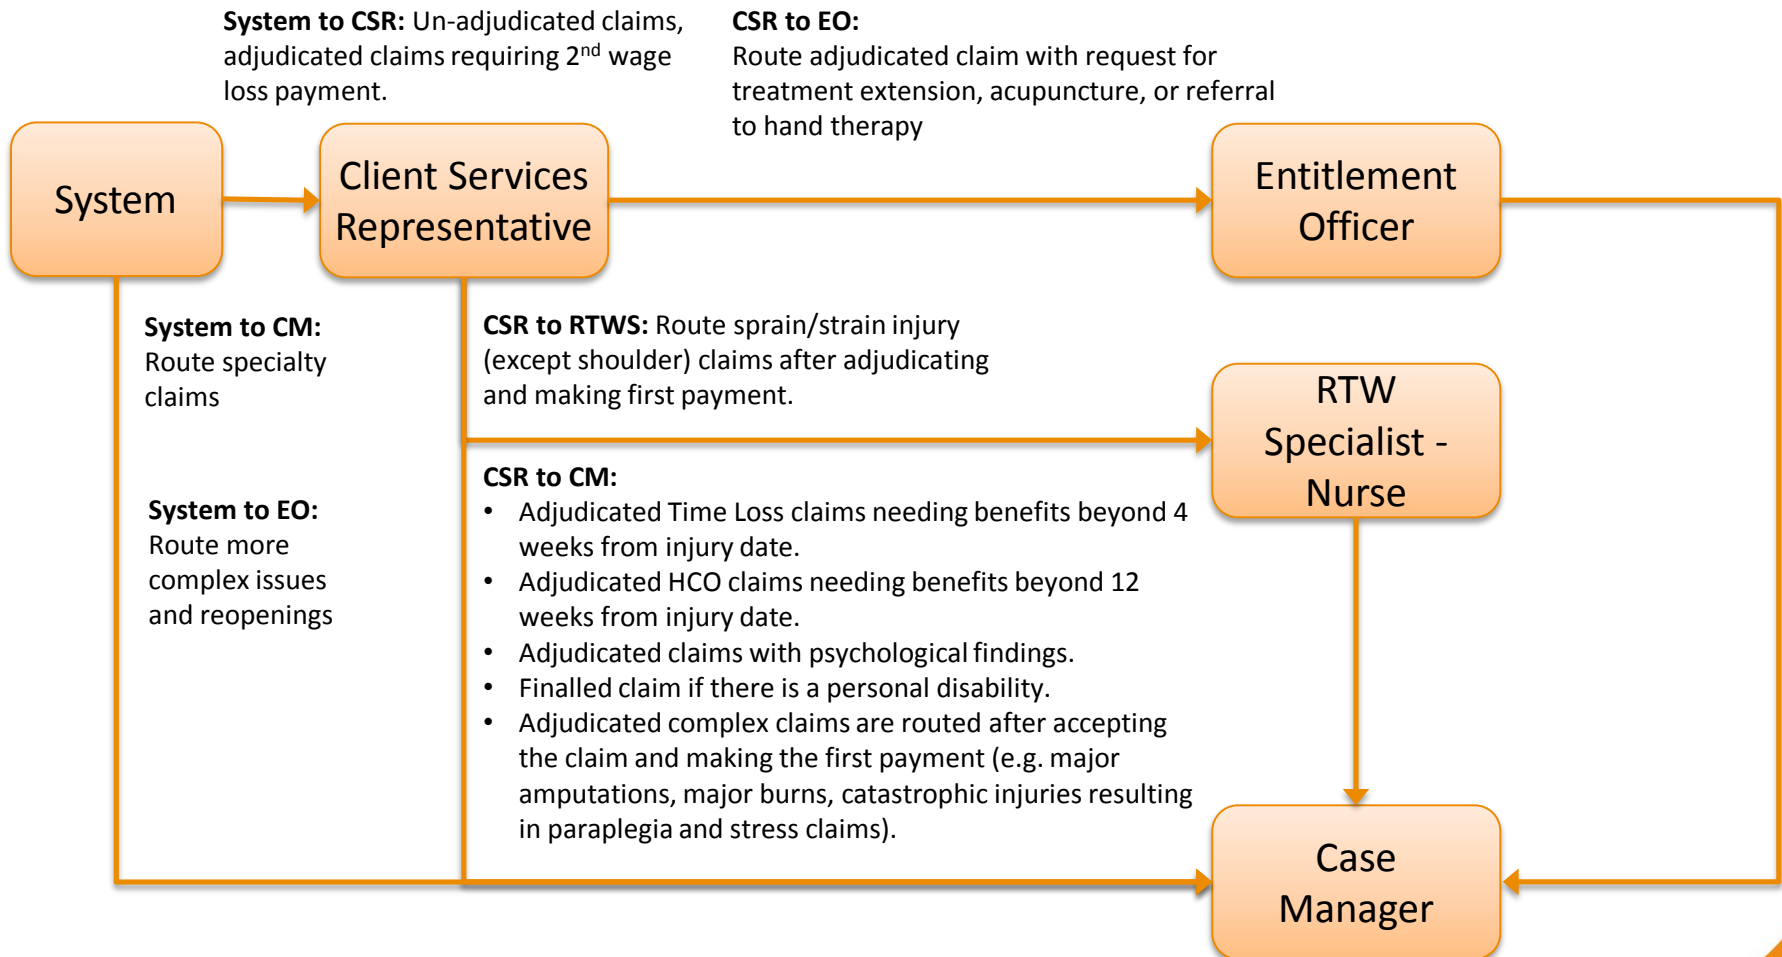 System to CSR: Un-adjudicated claims,
adjudicated claims requiring 2nd wage
loss payment.
CSR to EO:
Route adjudicated claim with request for
treatment extension, acupuncture, or referral
to hand therapy
System
Client Services
Representative
Entitlement
Officer
System to CM:
Route specialty
claims
CSR to RTWS: Route sprain/strain injury
(except shoulder) claims after adjudicating
and making first payment.
RTW
Specialist -
Nurse
System to EO:
Route more
complex issues
and reopenings
CSR to CM:
• Adjudicated Time Loss claims needing benefits beyond 4
weeks from injury date.
• Adjudicated HCO claims needing benefits beyond 12
weeks from injury date.
• Adjudicated claims with psychological findings.
• Finalled claim if there is a personal disability.
• Adjudicated complex claims are routed after accepting
the claim and making the first payment (e.g. major
amputations, major burns, catastrophic injuries resulting
in paraplegia and stress claims).
Case
Manager